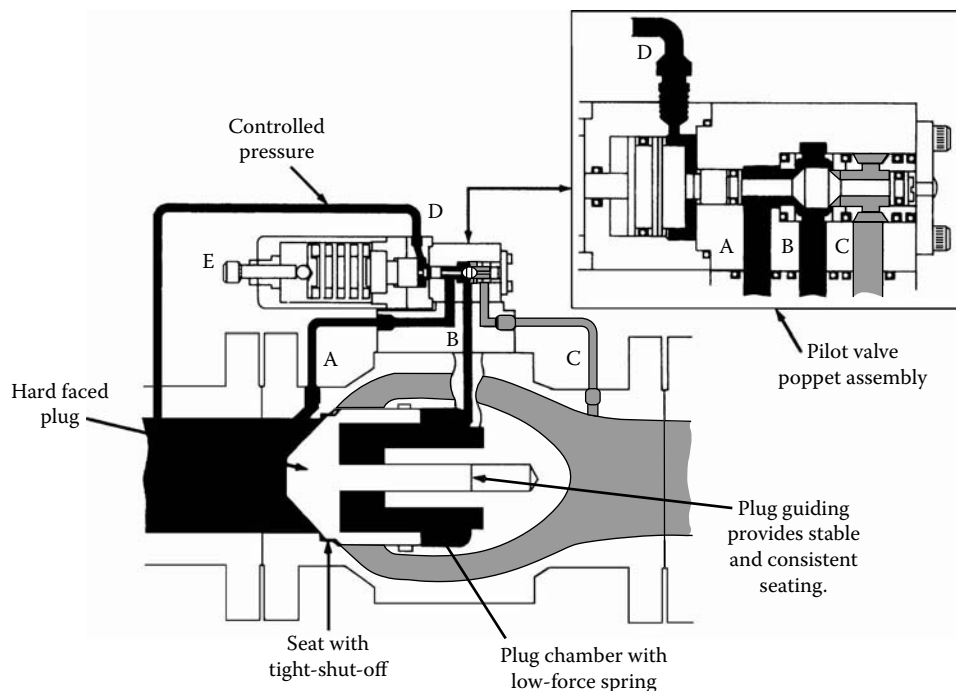 D
Controlled
pressure
D
E
A
B
C
A
B
C
Pilot valve
poppet assembly
Hard faced
plug
Plug guiding
provides stable
and consistent
seating.
Seat with
tight-shut-off
Plug chamber with
low-force spring